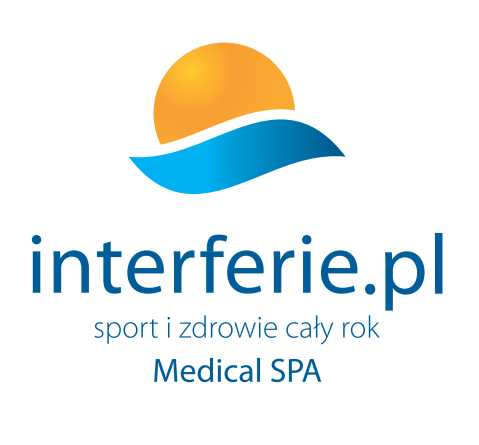 interferie.pl
sport i zdrowie cały rok
Medical SPA